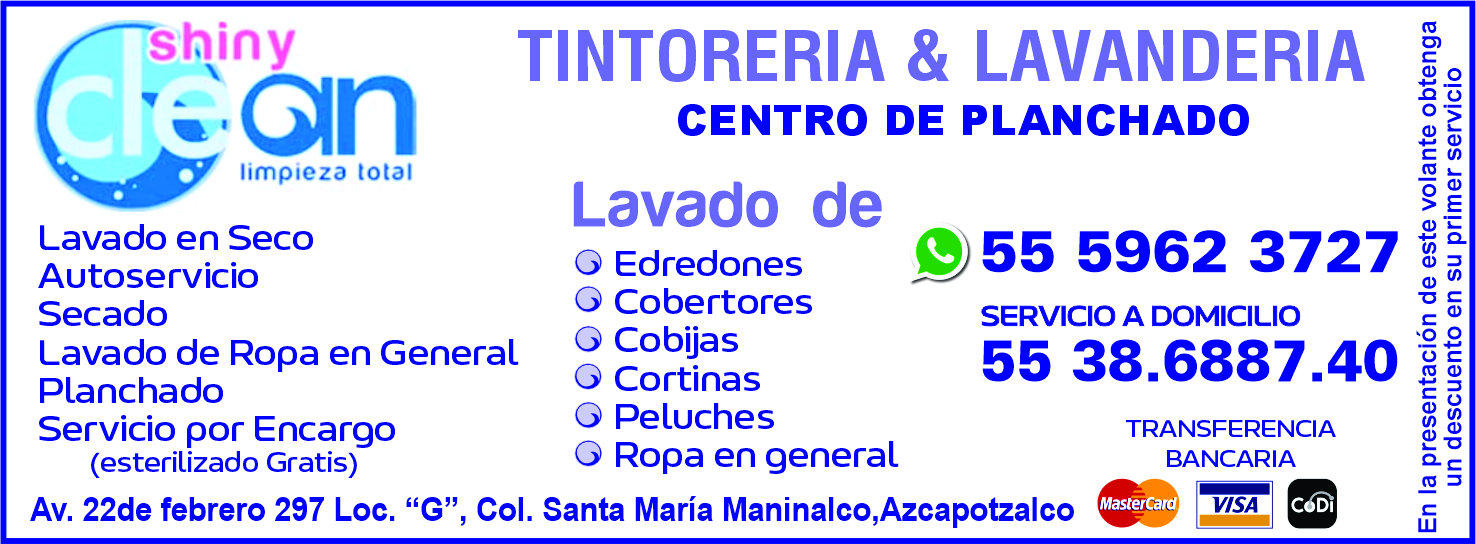 shiny
clean
limpieza total
TINTORERIA & LAVANDERIA
CENTRO DE PLANCHADO
Lavado en Seco
Autoservicio
Secado
Lavado de Ropa en General
Planchado
Servicio por Encargo
(esterilizado Gratis)
Lavado de
Edredones
Cobertores
Cobijas
Cortinas
Peluches
Ropa en general
55 5962 3727
SERVICIO A DOMICILIO
55 38.6887.40
TRANSFERENCIA
BANCARIA
MasterCard
VISA
CoDi
Av. 22de febrero 297 Loc. “G”, Col. Santa María Maninalco,Azcapotzalco
En la presentación de este volante obtenga
un descuento en su primer servicio